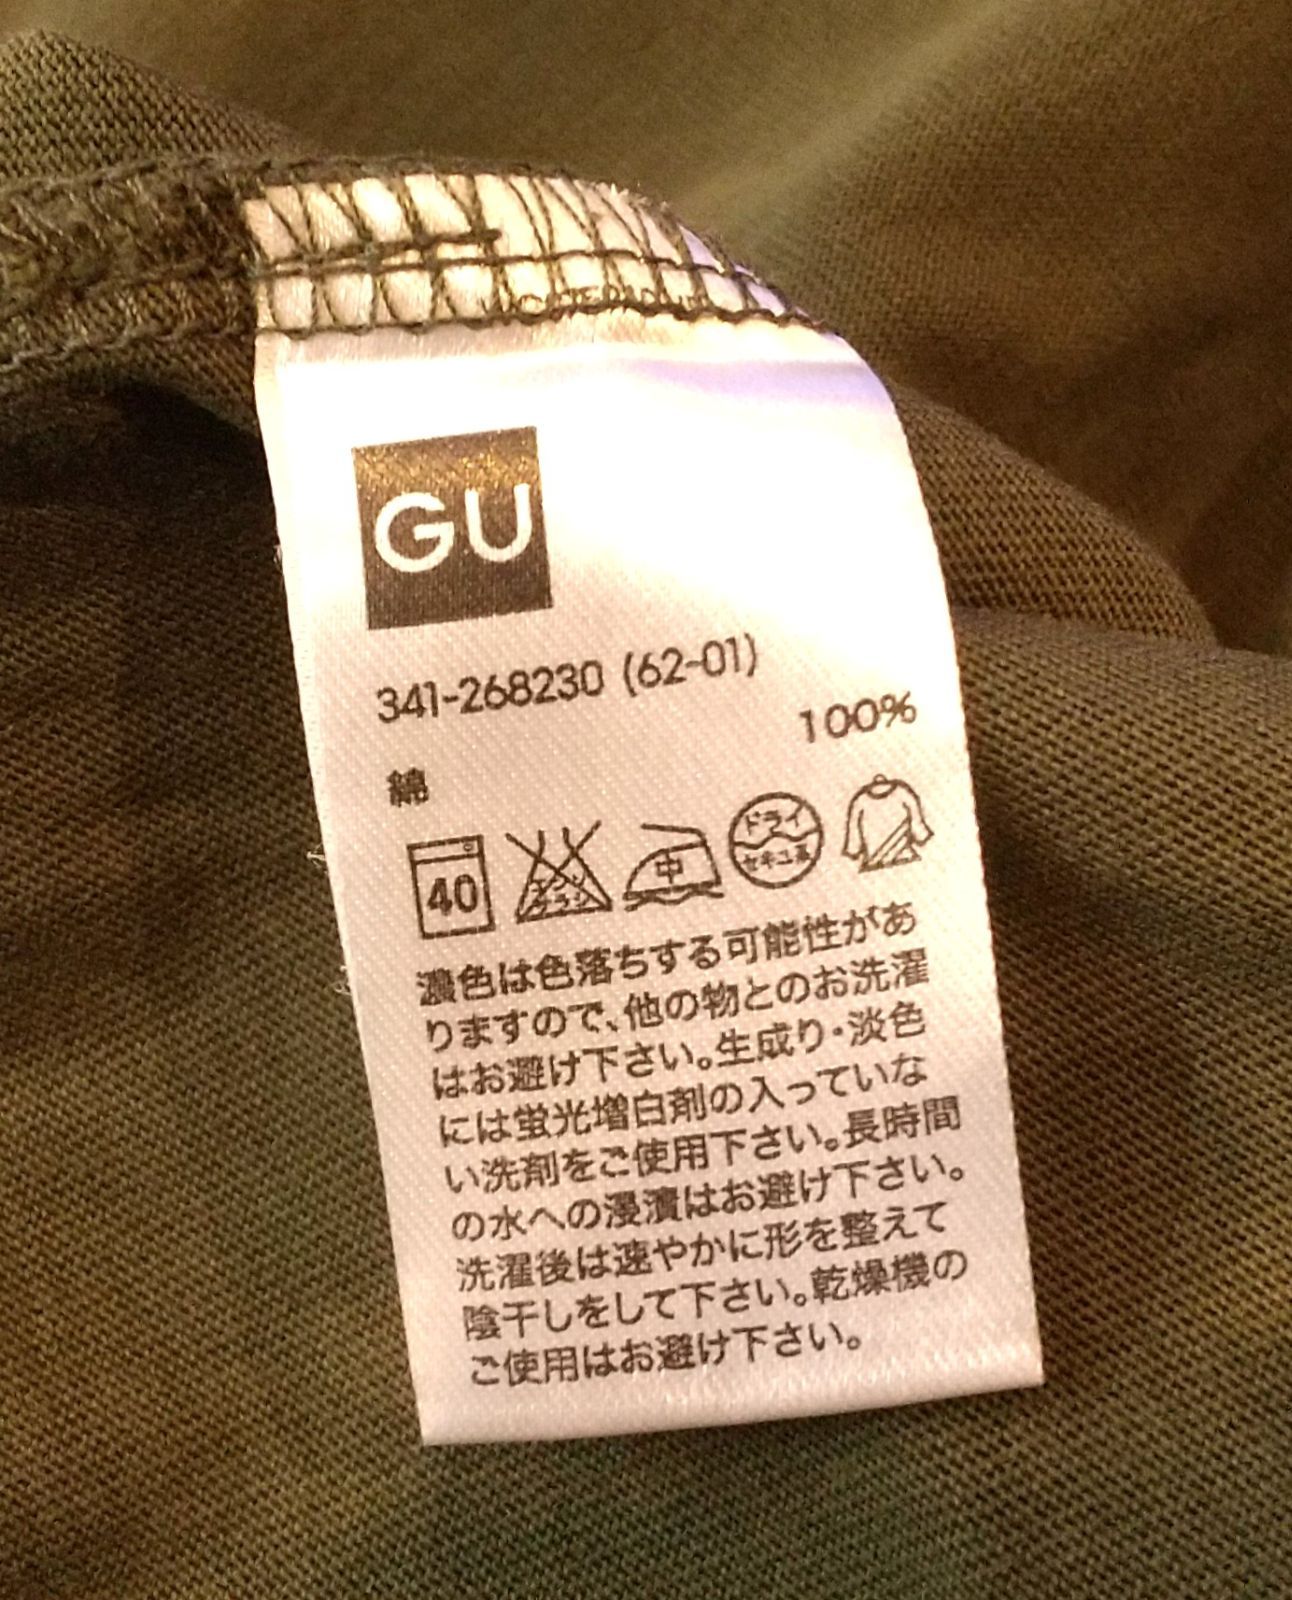 GU
341-268230 (62-01)
100%
綿
40 エンソ 中 ドライ
サラシ セキユ系
濃色は色落ちする可能性があ
りますので、他の物とのお洗濯
はお避け下さい。生成り・淡色
には蛍光増白剤の入っていな
い洗剤をご使用下さい。長時間
の水への浸漬はお避け下さい。
洗濯後は速やかに形を整えて
陰干しをして下さい。乾燥機の
ご使用はお避け下さい。